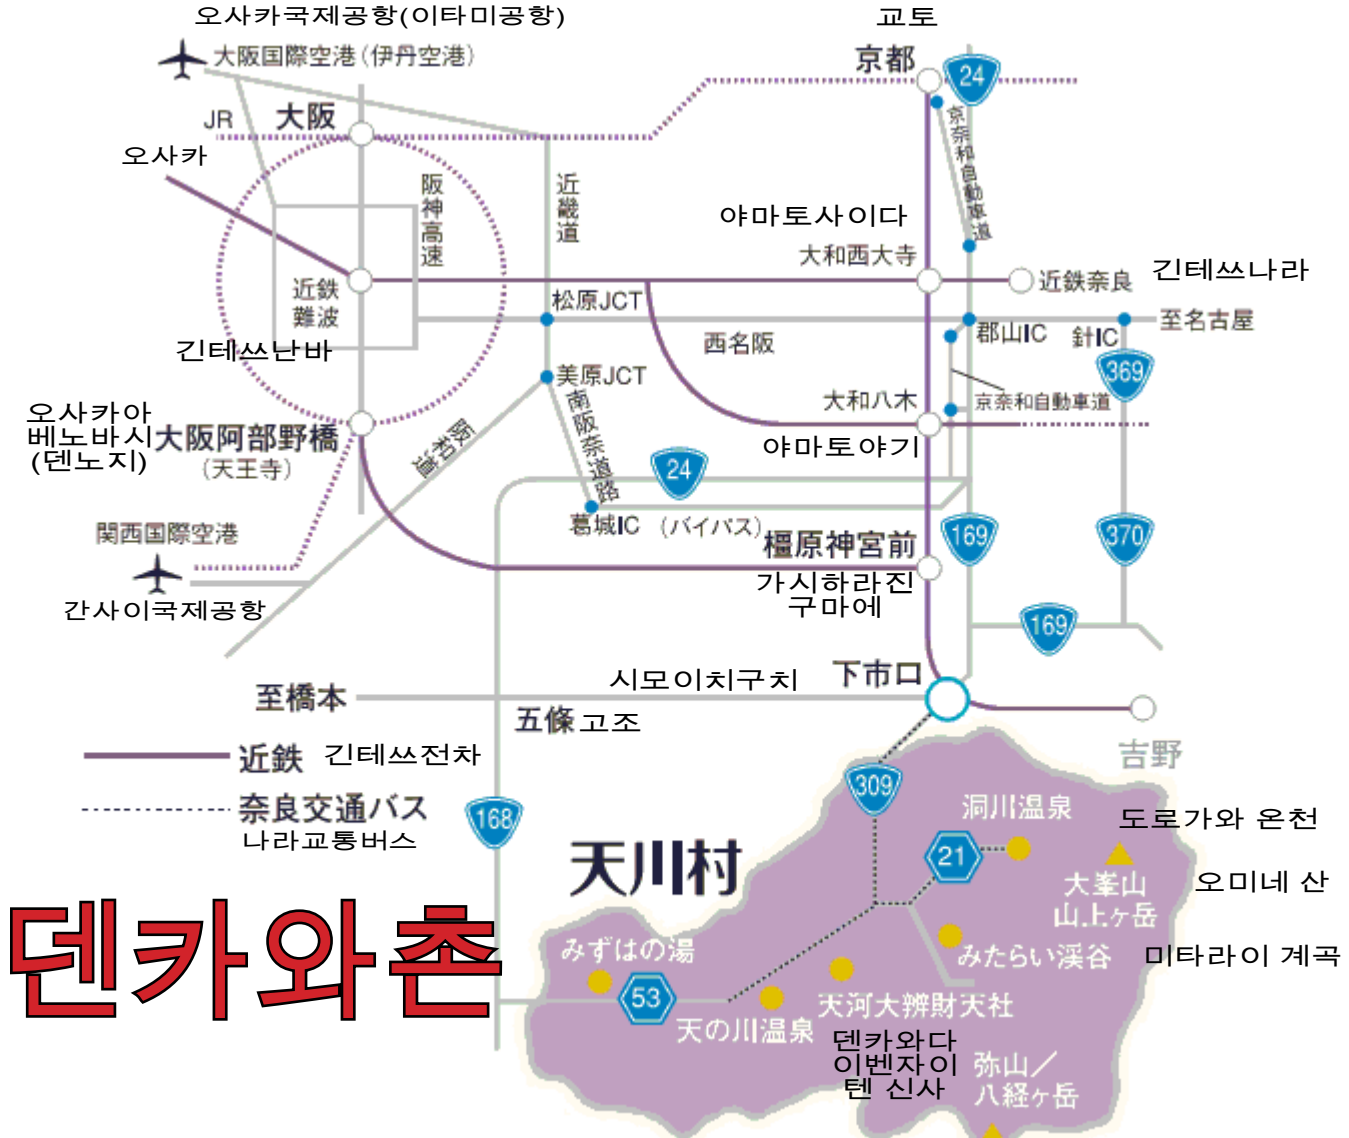 오사카국제공항(이타미공항)
교토
大阪国際空港(伊丹空港)
京都
24
JR
大阪
오사카
京奈和自動車道
阪神高速
近畿道
야마토사이다
大和西大寺
近鉄奈良
긴테쓰나라
近鉄
難波
긴테쓰난바
松原JCT
西名阪
郡山IC
針IC
至名古屋
369
美原JCT
南阪奈道路
大和八木
京奈和自動車道
야마토야기
오사카아
베노바시
(덴노지)
大阪阿部野橋
(天王寺)
阪和道
24
関西国際空港
간사이국제공항
葛城IC
(バイパス)
橿原神宮前
가시하라진
구마에
169
370
169
시모이치구치
下市口
至橋本
五條
고조
吉野
近鉄
긴테쓰전차
奈良交通バス
나라교통버스
168
309
洞川温泉
도로가와 온천
21
天川村
大峯山
山上ヶ岳
오미네 산
덴카와촌
みずはの湯
みたらい渓谷
미타라이 계곡
53
天の川温泉
天河大辨財天社
덴카와다
이벤자이
텐 신사
弥山/
八経ヶ岳